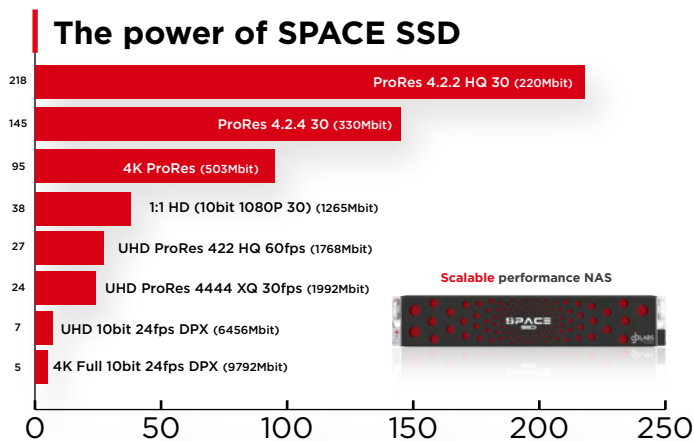 The power of SPACE SSD
218
ProRes 4.2.2 HQ 30 (220Mbit)
145
ProRes 4.2.4 30 (330Mbit)
95
4K ProRes (503Mbit)
38
1:1 HD (10bit 1080P 30) (1265Mbit)
27
UHD ProRes 422 HQ 60fps (1768Mbit)
24
UHD ProRes 4444 XQ 30fps (1992Mbit)
Scalable performance NAS
SPACE
SSD
LABS
7
UHD 10bit 24fps DPX (6456Mbit)
5
4K Full 10bit 24fps DPX (9792Mbit)
0 50 100 150 200 250